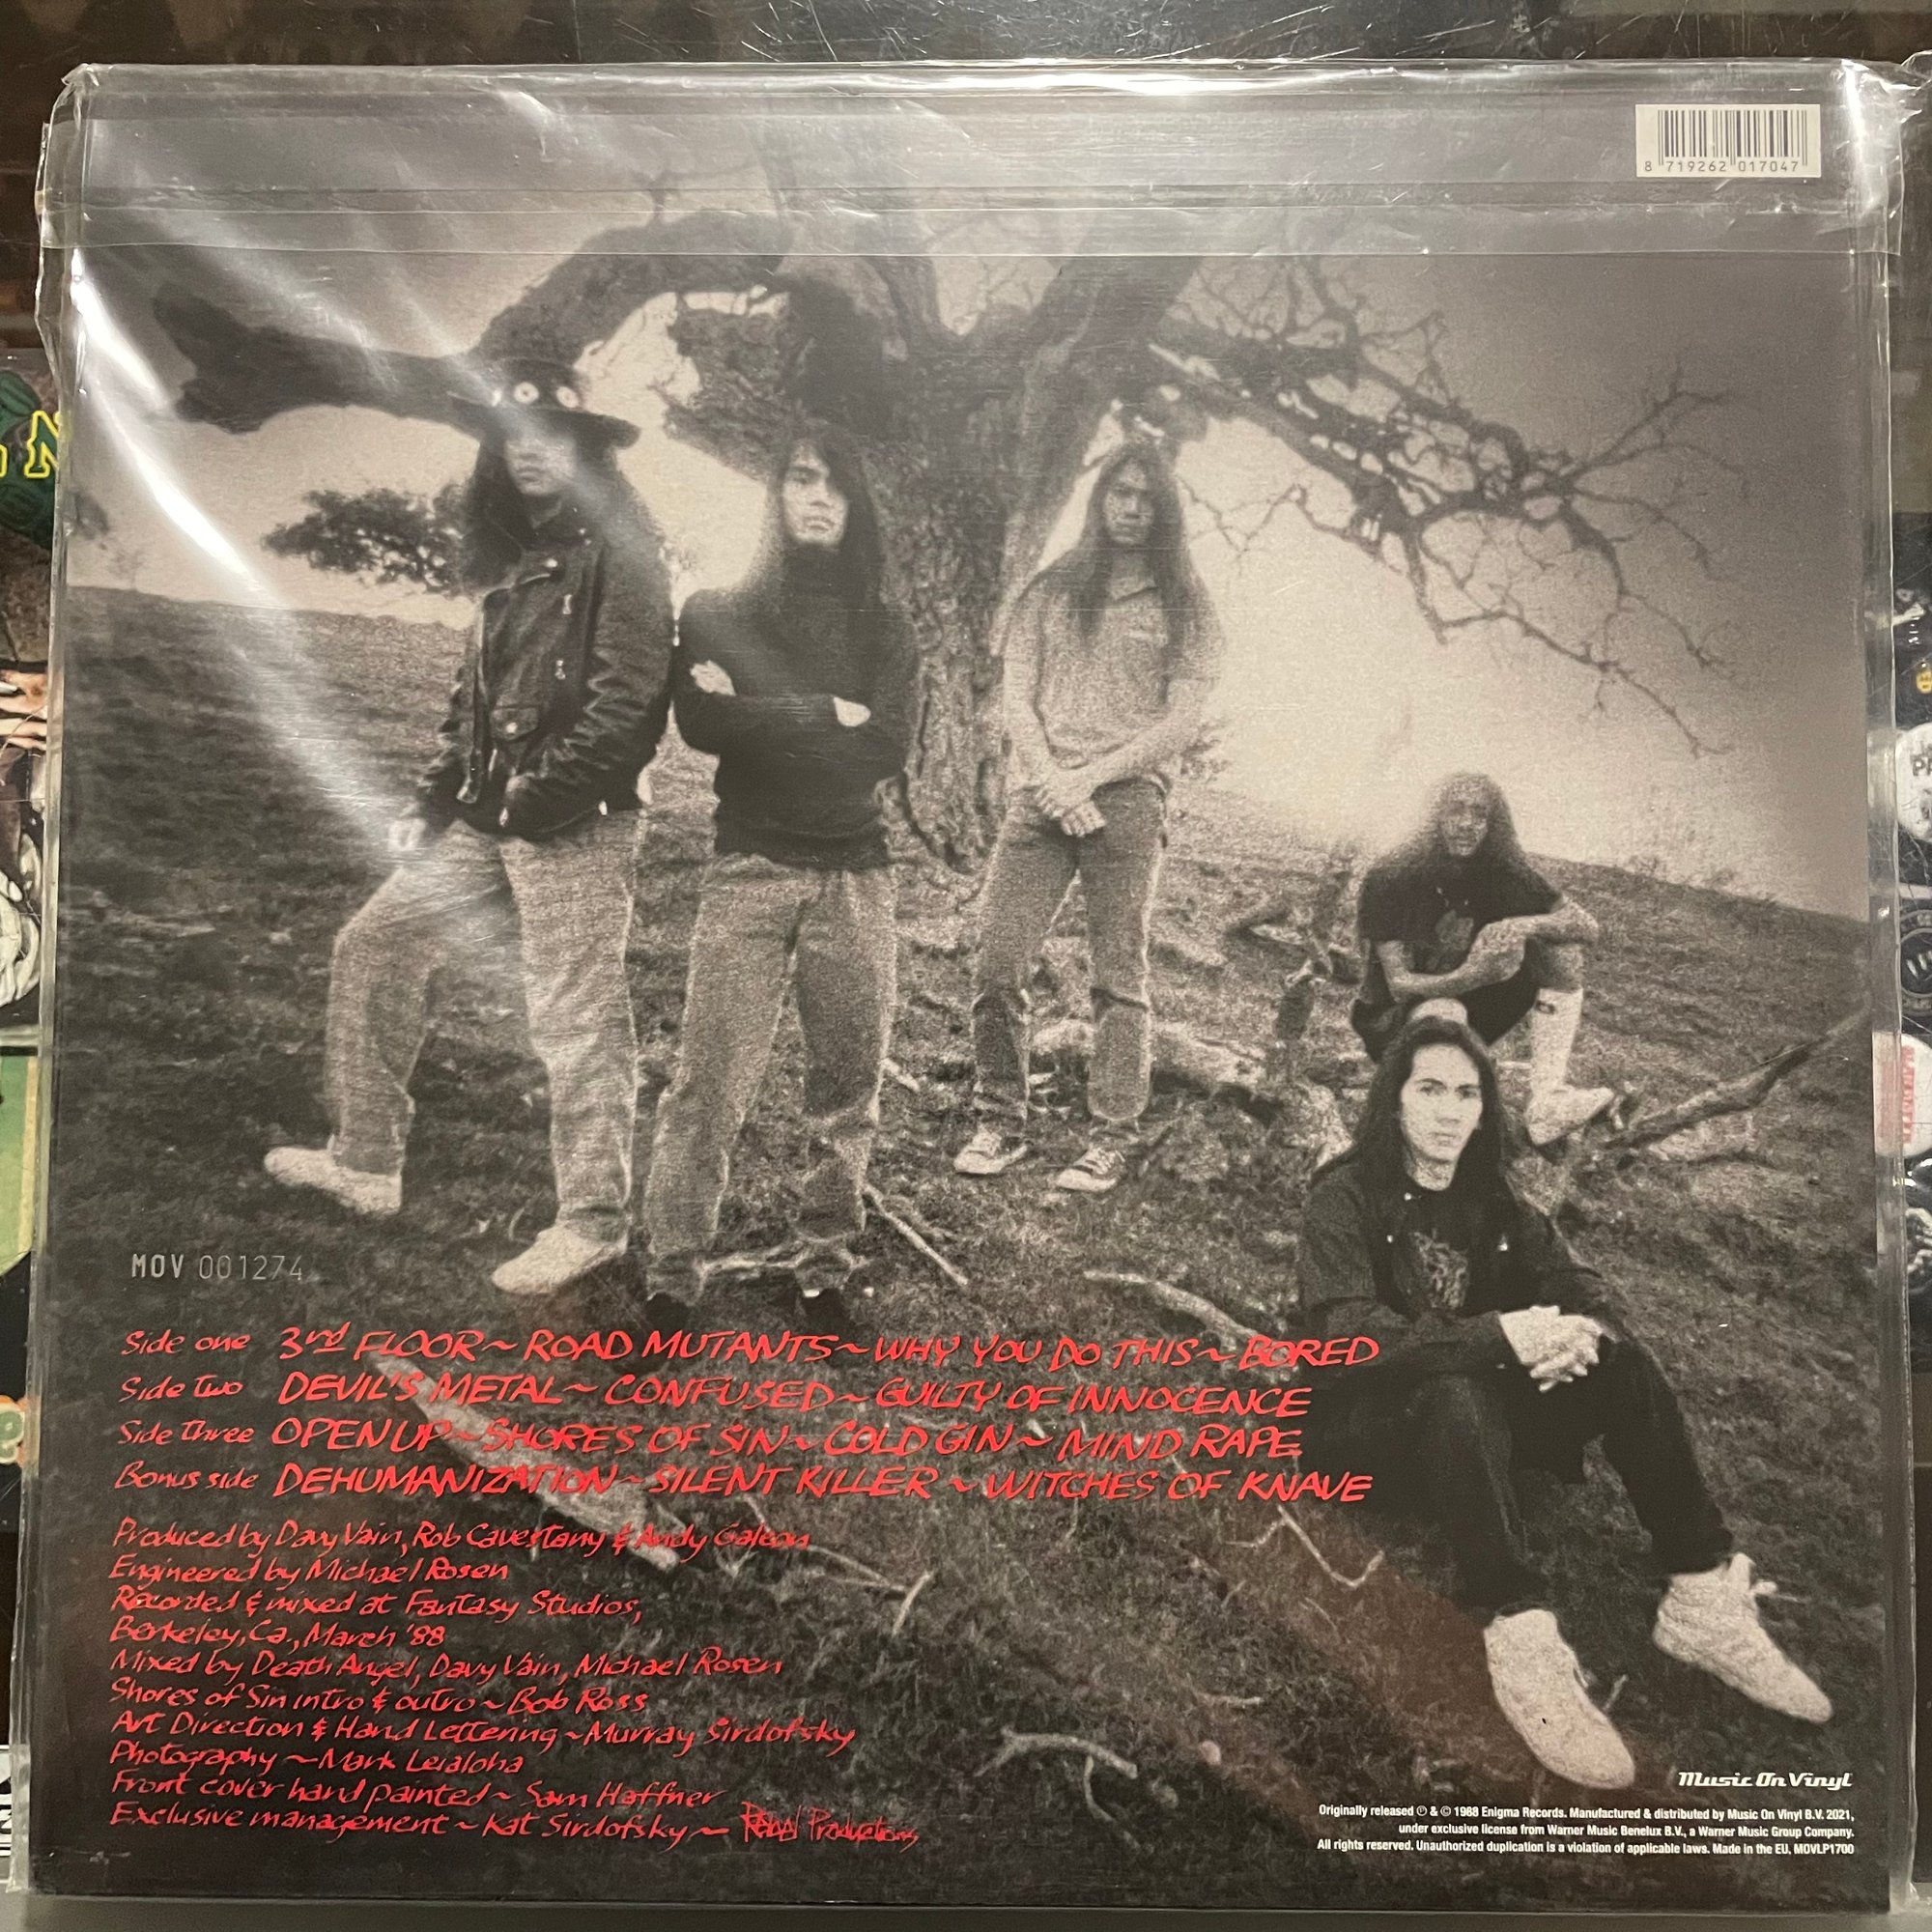 8 719262 017047
MOV 001274
Side one 3rd FLOOR ~ ROAD MUTANTS ~ WHY YOU DO THIS ~ BORED
Side Two DEVIL'S METAL ~ CONFUSED ~ GUILTY OF INNOCENCE
Side Three OPEN UP ~ SHORES OF SIN ~ COLD GIN ~ MIND RAPE
Bonus side DEHUMANIZATION ~ SILENT KILLER ~ WITCHES OF KNAVE
Produced by Davy Vain, Rob Cavestany & Andy Galeon
Engineered by Michael Rosen
Recorded & mixed at Fantasy Studios,
Berkeley, Ca., March '88
Mixed by Death Angel, Davy Vain, Michael Rosen
Shores of Sin intro & outro ~ Bob Ross
Art Direction & Hand Lettering ~ Murray Sirdofsky
Photography ~ Mark Leialoha
Front cover hand painted ~ Sam Haffner
Exclusive management ~ Kat Sirdofsky ~ Rebel Productions
Music On Vinyl
Originally released ℗ & © 1988 Enigma Records. Manufactured & distributed by Music On Vinyl B.V. 2021,
under exclusive license from Warner Music Benelux B.V., a Warner Music Group Company.
All rights reserved. Unauthorized duplication is a violation of applicable laws. Made in the EU. MOVLP1700